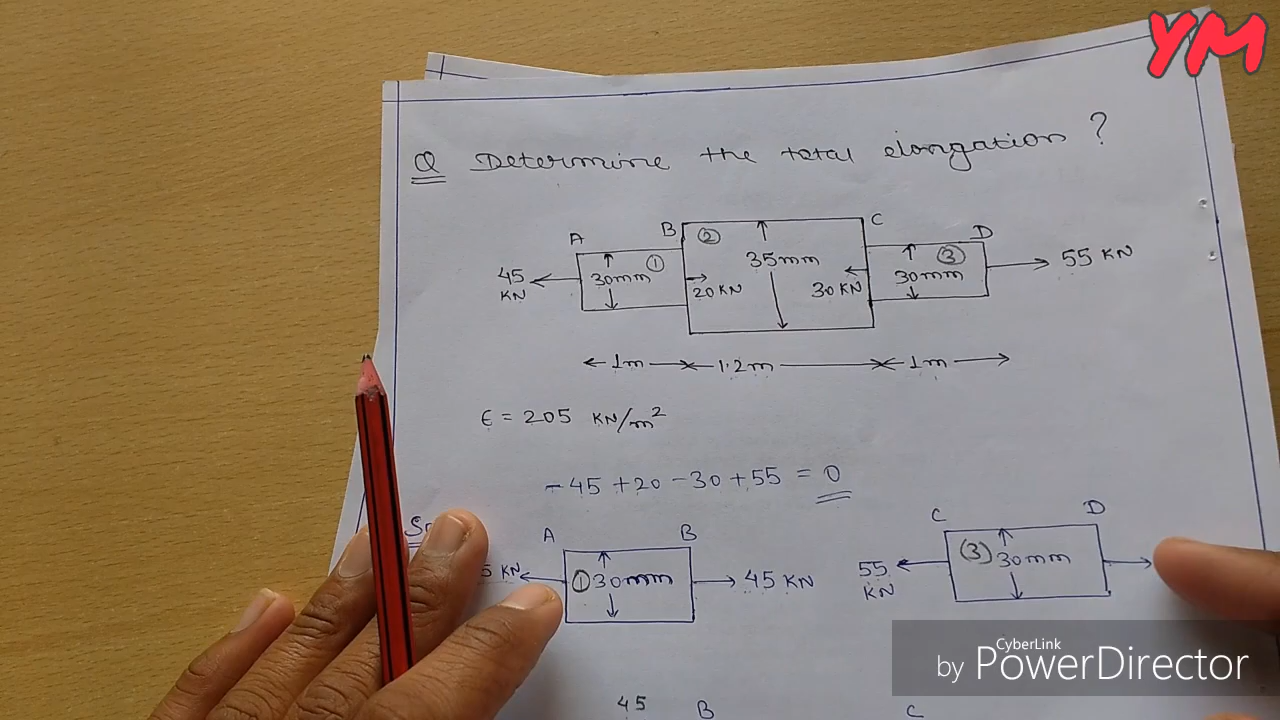 YM
Q Determine the total elongation ?
A B ② C D
① 35mm ③
45 KN 30mm 20 KN 30 KN 30mm 55 KN
1m 1.2m 1m
ϵ = 205 KN/m²
-45 +20 -30 +55 = 0
A B C D
5 KN ① 30mm 45 KN 55 KN (3) 30mm
CyberLink
by PowerDirector
45 B C